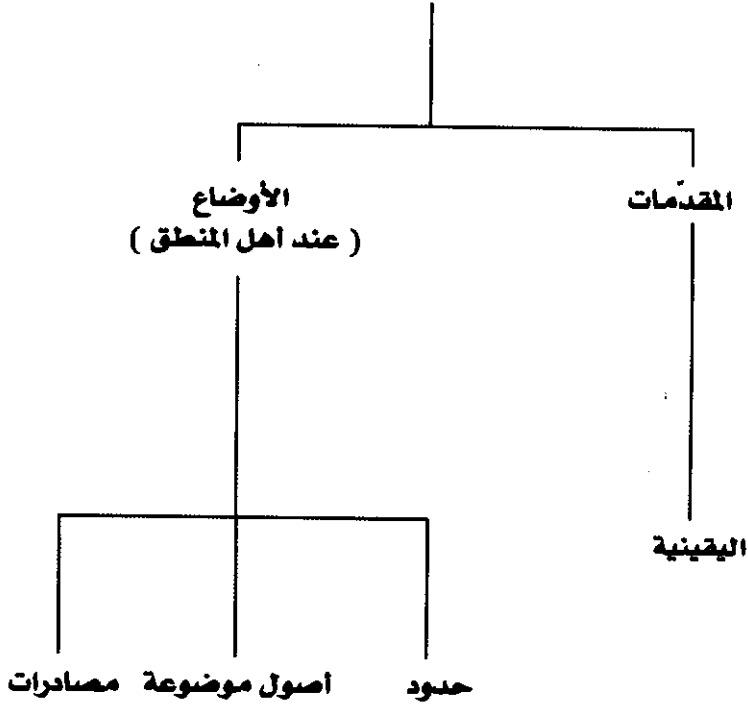 المقدّمات
الأوضاع
( عند أهل المنطق )
اليقينية
حدود
أصول موضوعة
مصادرات